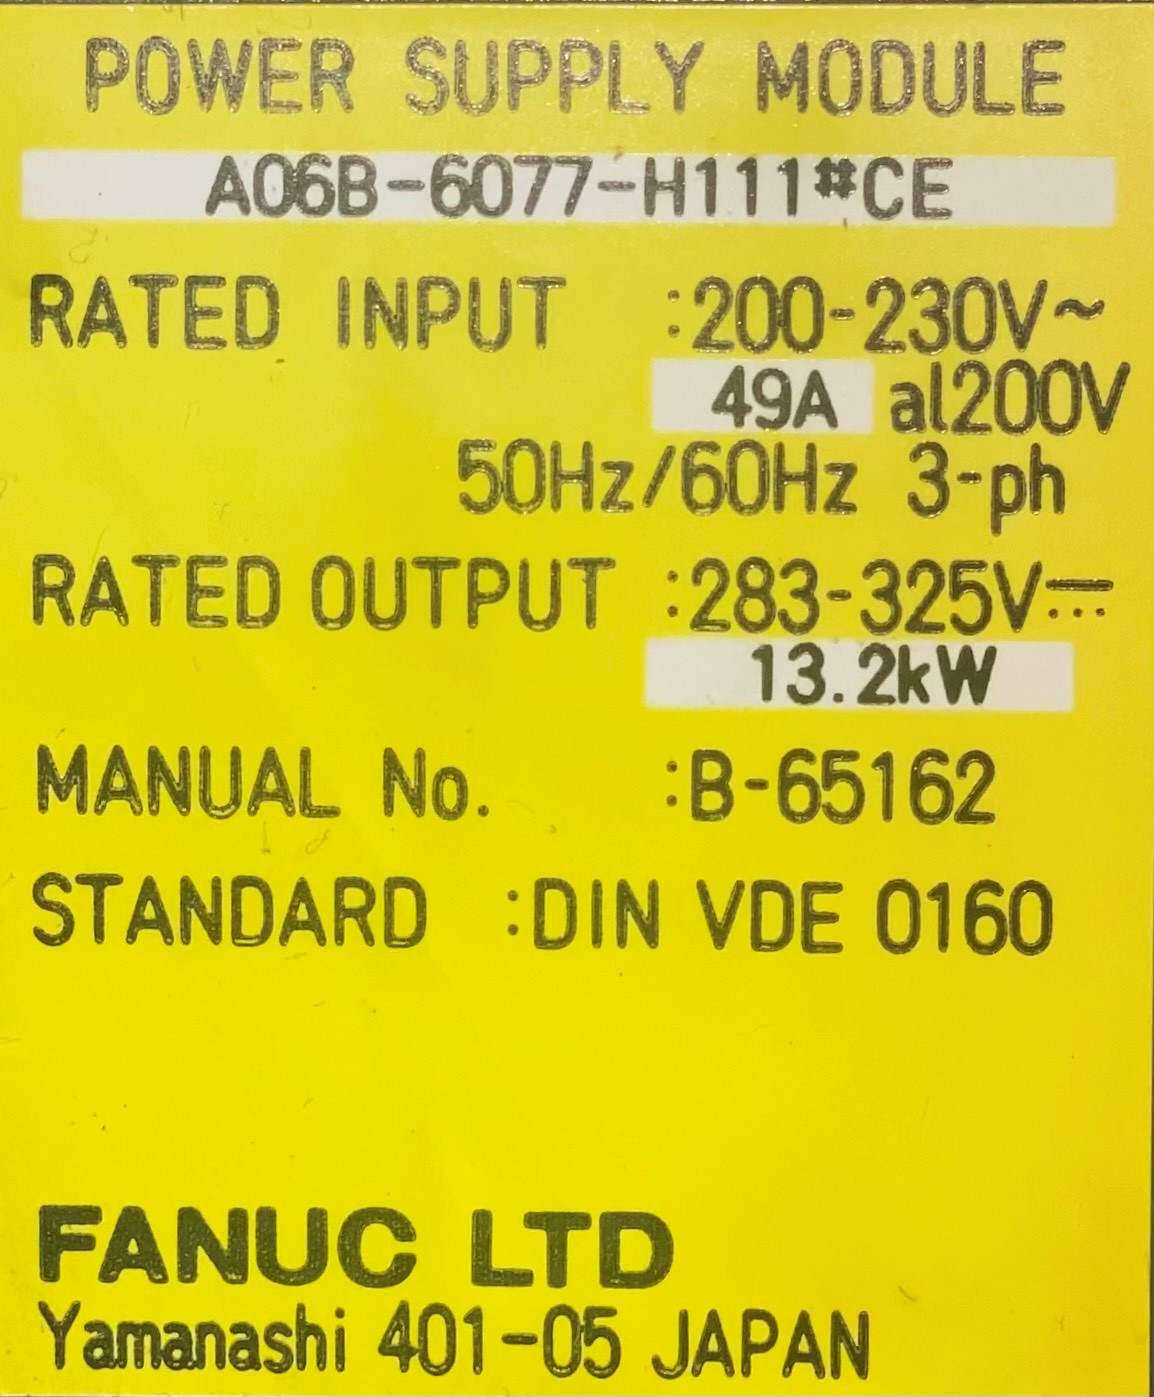 POWER SUPPLY MODULE
A06B-6077-H111#CE
RATED INPUT :200-230V~
49A at200V
50Hz/60Hz 3-ph
RATED OUTPUT :283-325V⎓
13.2kW
MANUAL No. :B-65162
STANDARD :DIN VDE 0160
FANUC LTD
Yamanashi 401-05 JAPAN